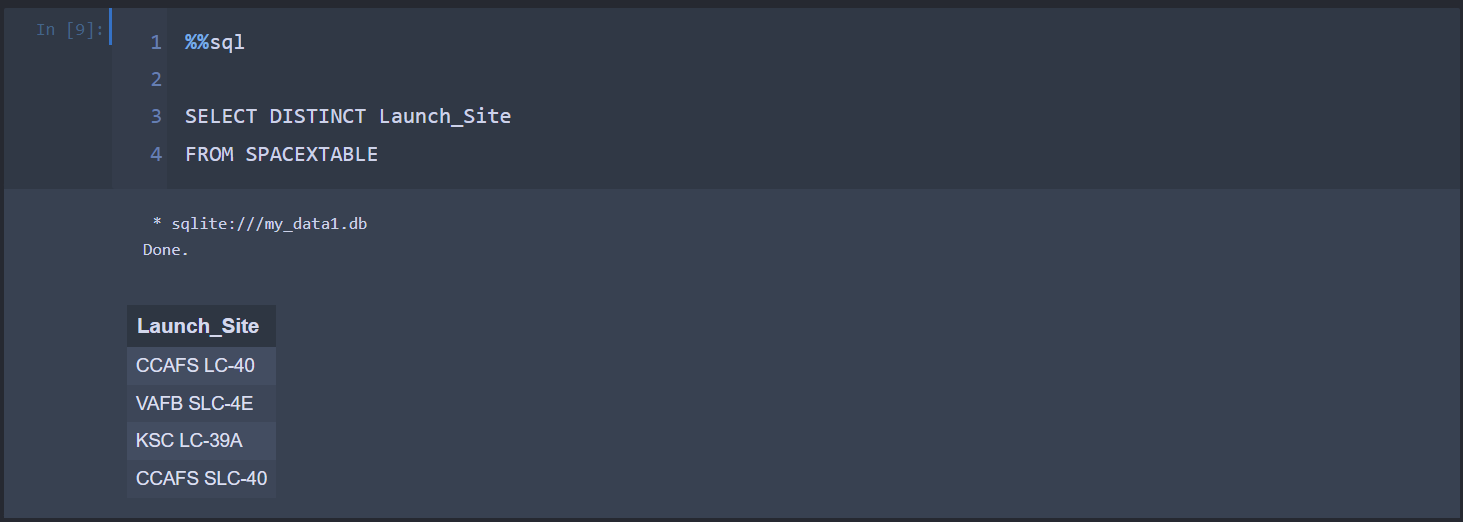 In [9]:
1 %%sql
2
3 SELECT DISTINCT Launch_Site
4 FROM SPACEXTABLE
* sqlite:///my_data1.db
Done.
Launch_Site
CCAFS LC-40
VAFB SLC-4E
KSC LC-39A
CCAFS SLC-40